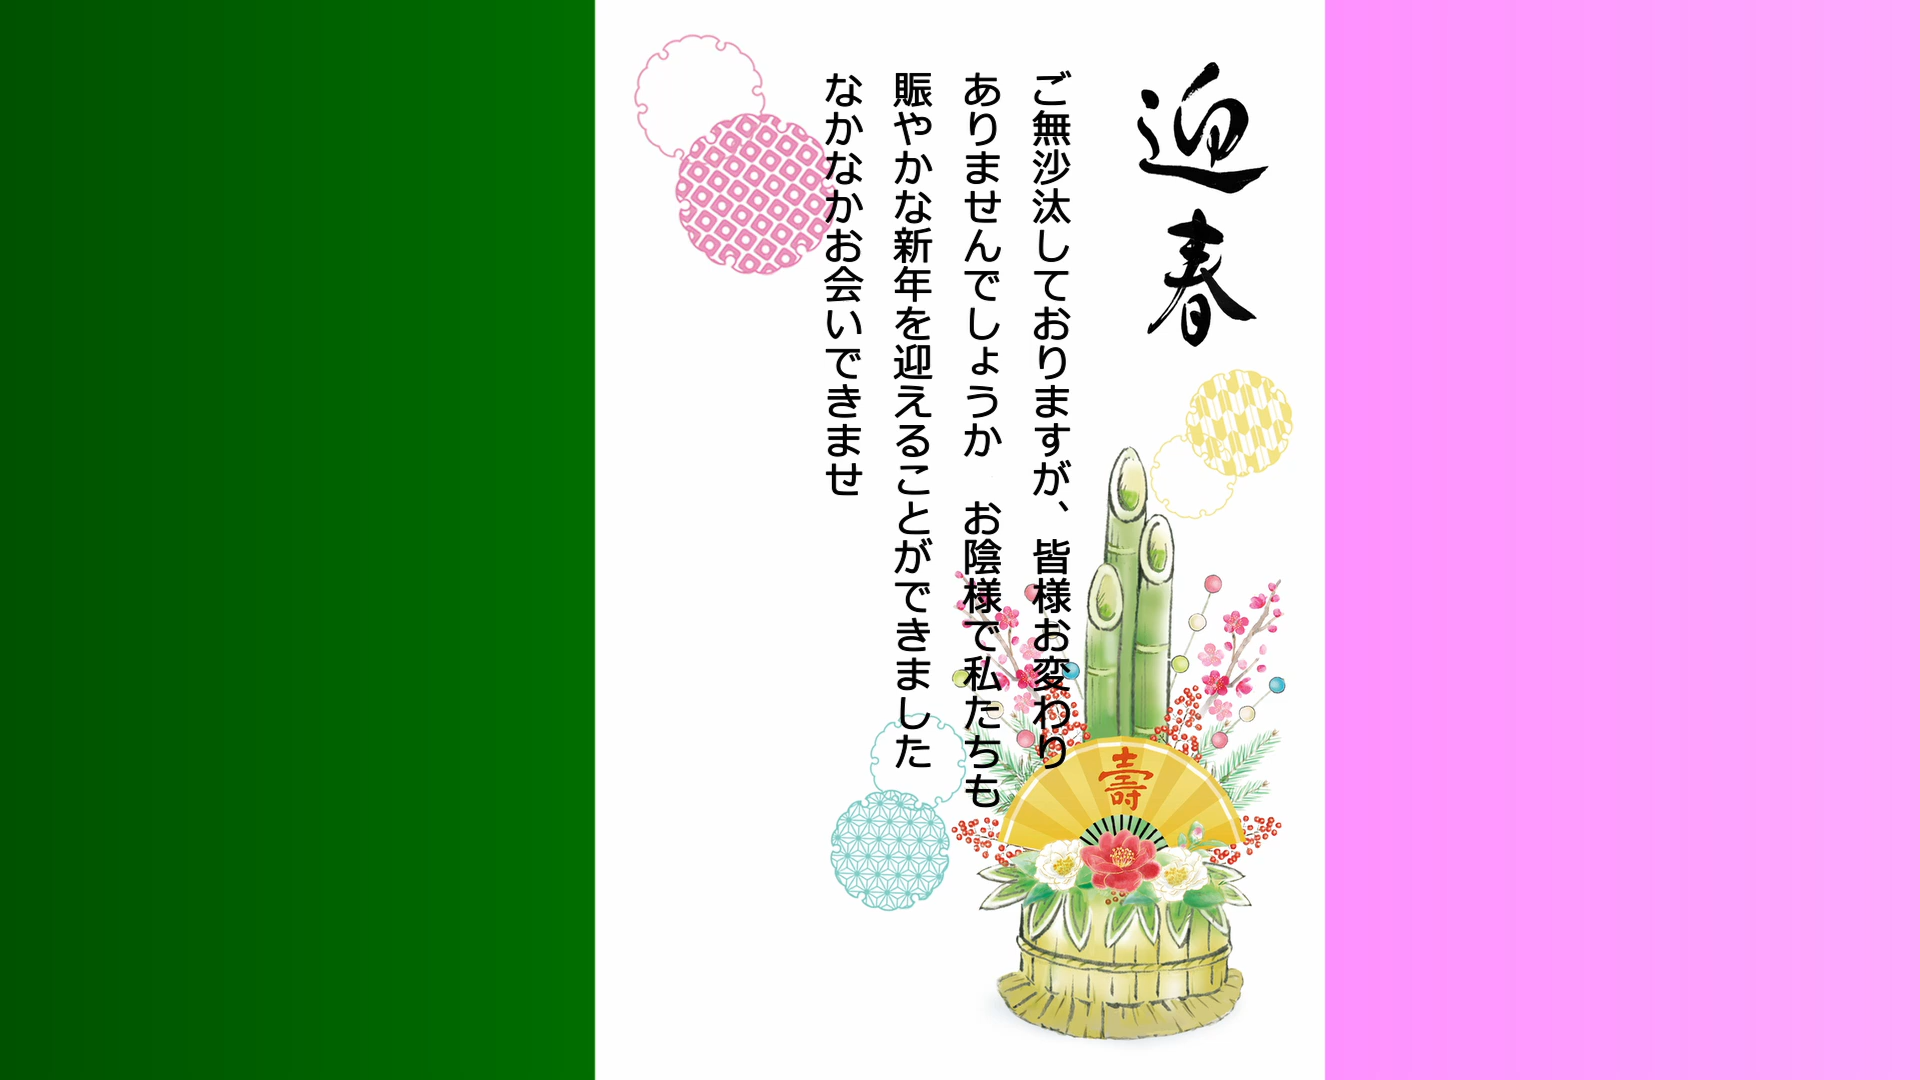 迎春
ご無沙汰しておりますが、皆様お変わり
ありませんでしょうか　お陰様で私たちも
賑やかな新年を迎えることができました
なかなかお会いできませ
壽